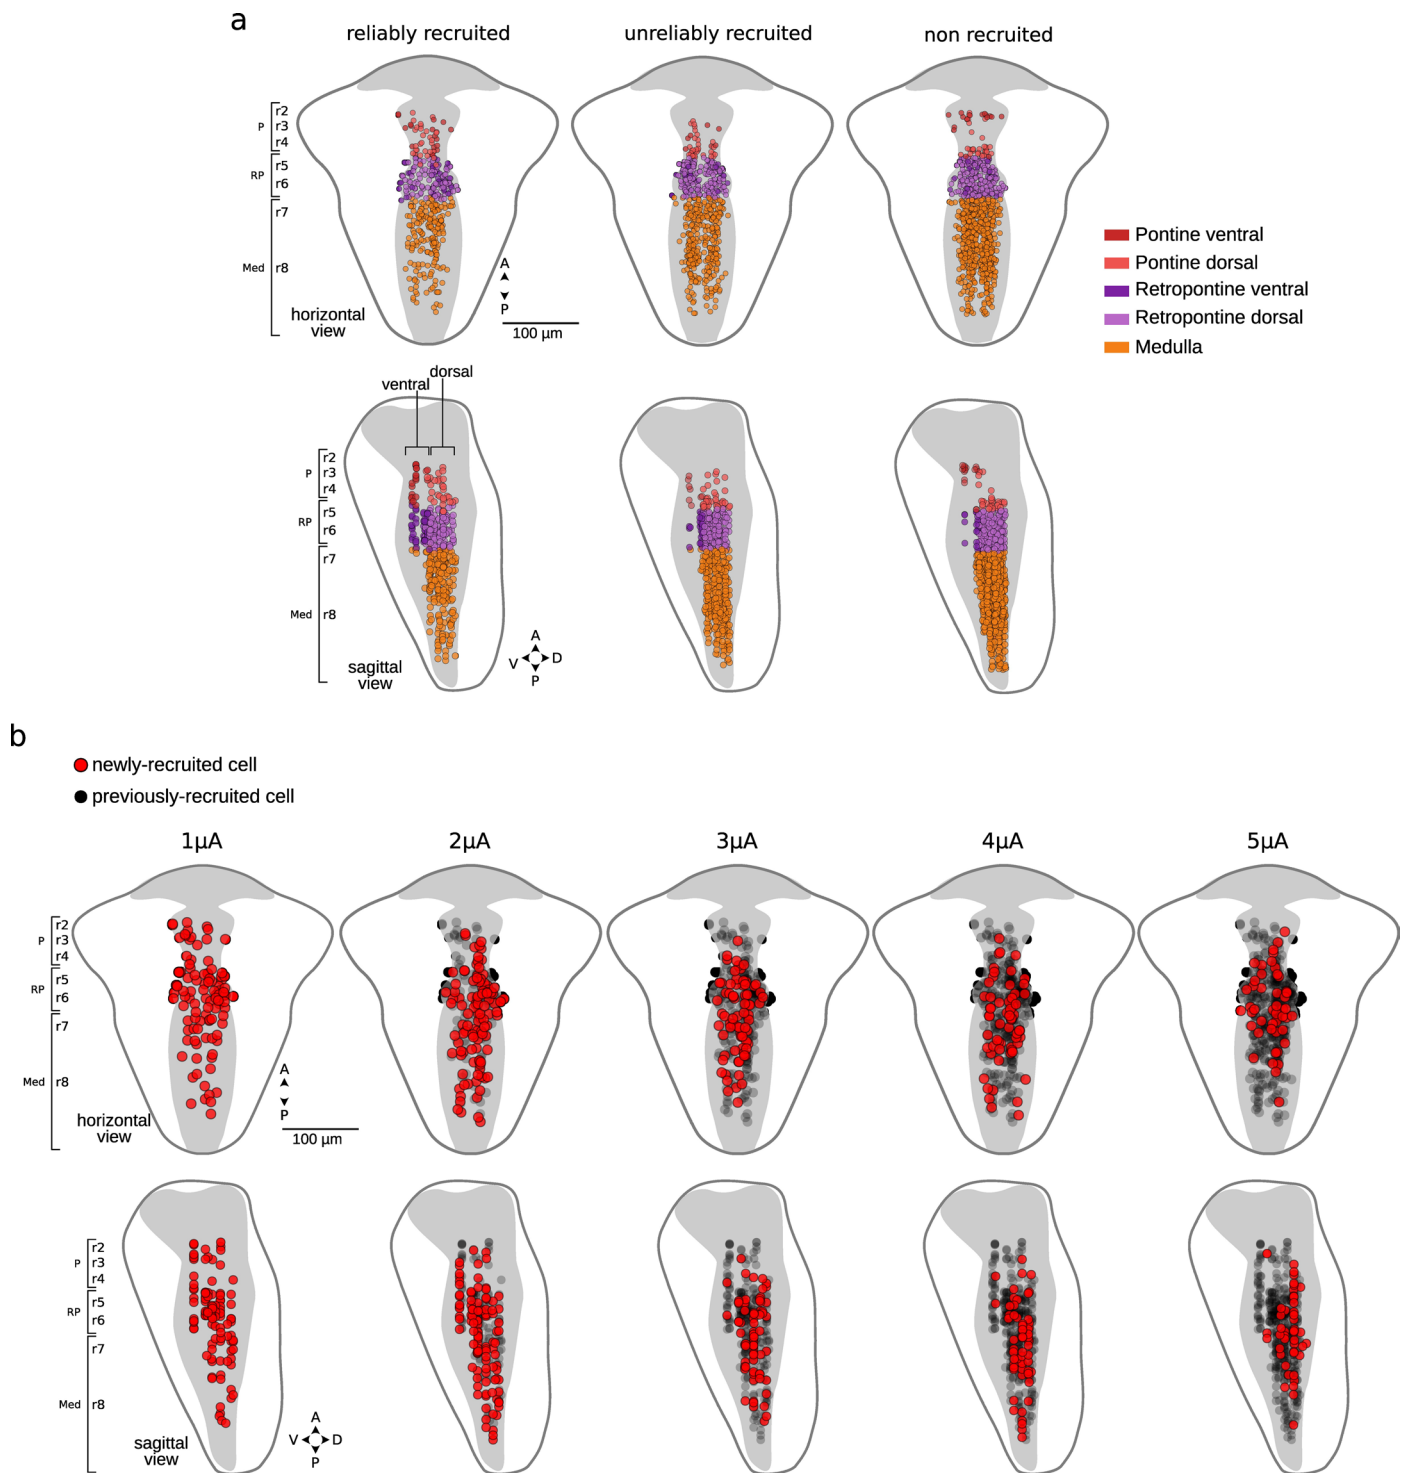 a
reliably recruited
unreliably recruited
non recruited
r2
P
r3
r4
r5
RP
r6
r7
Med
r8
horizontal
view
A
P
100 µm
Pontine ventral
Pontine dorsal
Retropontine ventral
Retropontine dorsal
Medulla
dorsal
ventral
r2
P
r3
r4
r5
RP
r6
r7
Med
r8
sagittal
view
A
V
D
P
b
newly-recruited cell
previously-recruited cell
1µA
2µA
3µA
4µA
5µA
r2
P
r3
r4
r5
RP
r6
r7
Med
r8
horizontal
view
A
P
100 µm
r2
P
r3
r4
r5
RP
r6
r7
Med
r8
sagittal
view
A
V
D
P